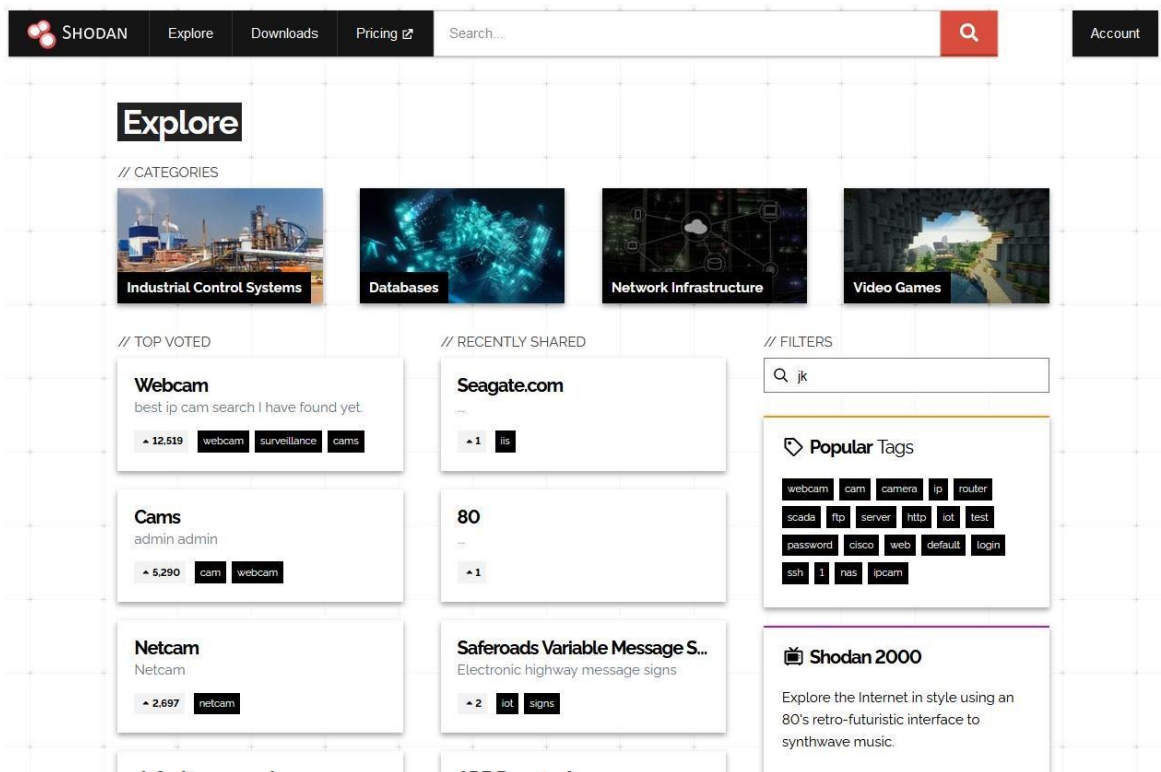 SHODAN
Explore
Downloads
Pricing
Search...
Account
Explore
// CATEGORIES
Industrial Control Systems
Databases
Network Infrastructure
Video Games
// TOP VOTED
Webcam
best ip cam search I have found yet.
12,519 webcam surveillance cams
Cams
admin admin
5,290 cam webcam
Netcam
Netcam
2,697 netcam
// RECENTLY SHARED
Seagate.com
...
1 iis
80
...
1
Saferoads Variable Message S...
Electronic highway message signs
2 iot signs
// FILTERS
jk
Popular Tags
webcam cam camera ip router
scada ftp server http iot test
password cisco web default login
ssh 1 nas ipcam
Shodan 2000
Explore the Internet in style using an
80's retro-futuristic interface to
synthwave music.